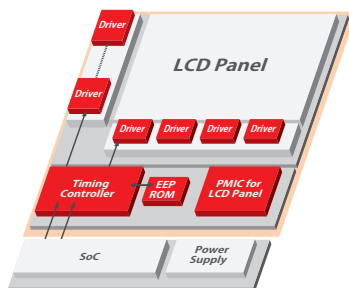 Driver
LCD Panel
Driver
Driver
Driver
Driver
Driver
Timing
Controller
EEP
ROM
PMIC for
LCD Panel
SoC
Power
Supply